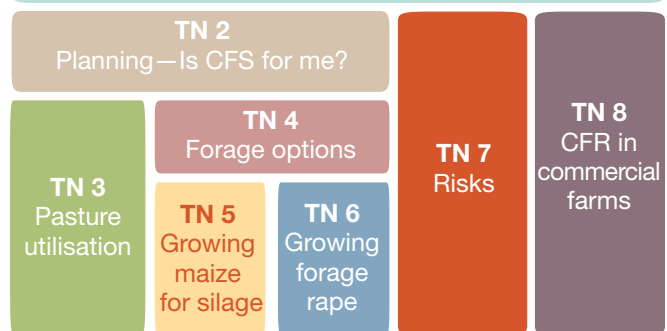 TN 2
Planning—Is CFS for me?
TN 3
Pasture
utilisation
TN 4
Forage options
TN 5
Growing
maize
for silage
TN 6
Growing
forage
rape
TN 7
Risks
TN 8
CFR in
commercial
farms